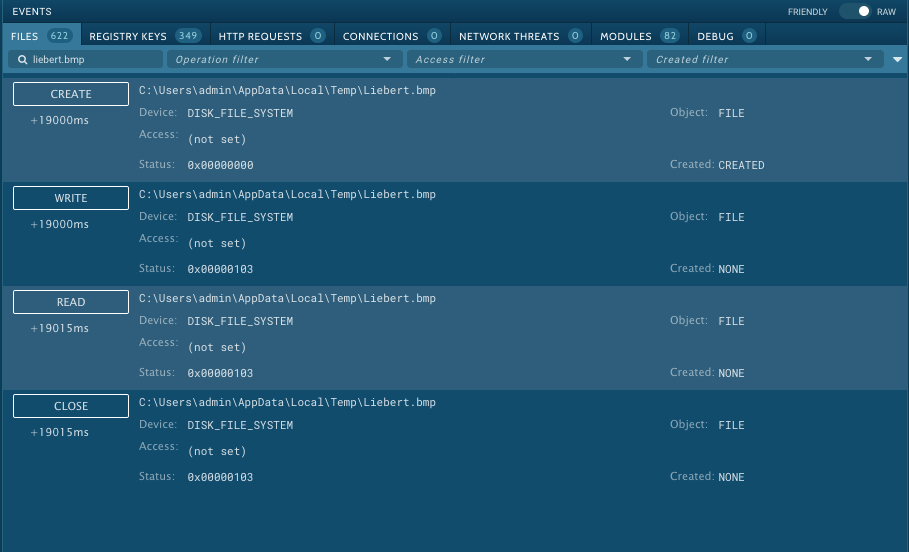 EVENTS FRIENDLY RAW
FILES 622 REGISTRY KEYS 349 HTTP REQUESTS 0 CONNECTIONS 0 NETWORK THREATS 0 MODULES 82 DEBUG 0
liebert.bmp Operation filter Access filter Created filter
CREATE C:\Users\admin\AppData\Local\Temp\Liebert.bmp
+19000ms Device: DISK_FILE_SYSTEM Object: FILE
Access: (not set)
Status: 0x00000000 Created: CREATED
WRITE C:\Users\admin\AppData\Local\Temp\Liebert.bmp
+19000ms Device: DISK_FILE_SYSTEM Object: FILE
Access: (not set)
Status: 0x00000103 Created: NONE
READ C:\Users\admin\AppData\Local\Temp\Liebert.bmp
+19015ms Device: DISK_FILE_SYSTEM Object: FILE
Access: (not set)
Status: 0x00000103 Created: NONE
CLOSE C:\Users\admin\AppData\Local\Temp\Liebert.bmp
+19015ms Device: DISK_FILE_SYSTEM Object: FILE
Access: (not set)
Status: 0x00000103 Created: NONE